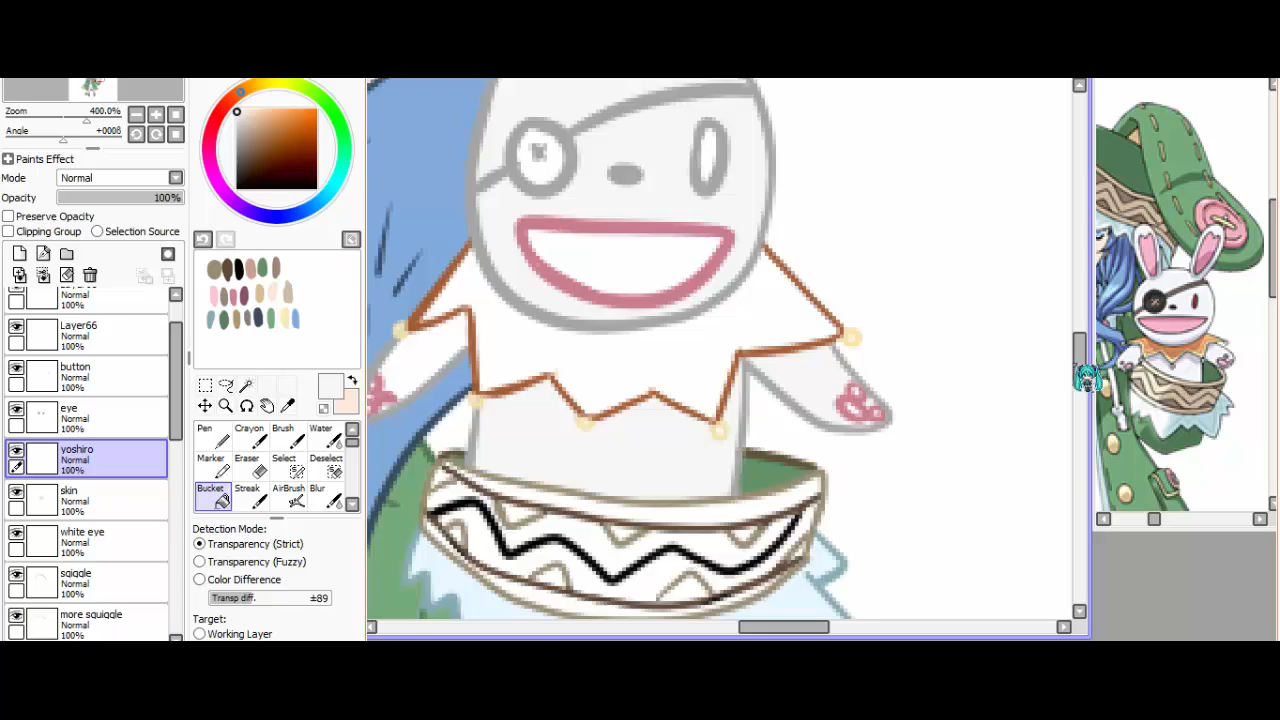 Zoom 400.0%
Angle +0008
Paints Effect
Mode Normal
Opacity 100%
Preserve Opacity
Clipping Group Selection Source
Normal
100%
Layer66
Normal
100%
button
Normal
100%
eye
Normal
100%
yoshiro
Normal
100%
skin
Normal
100%
white eye
Normal
100%
sqiggle
Normal
100%
more squiggle
Normal
100%
Pen Crayon Brush Water
Marker Eraser Select Deselect
Bucket Streak AirBrush Blur
Detection Mode:
Transparency (Strict)
Transparency (Fuzzy)
Color Difference
Transp diff. ±89
Target:
Working Layer